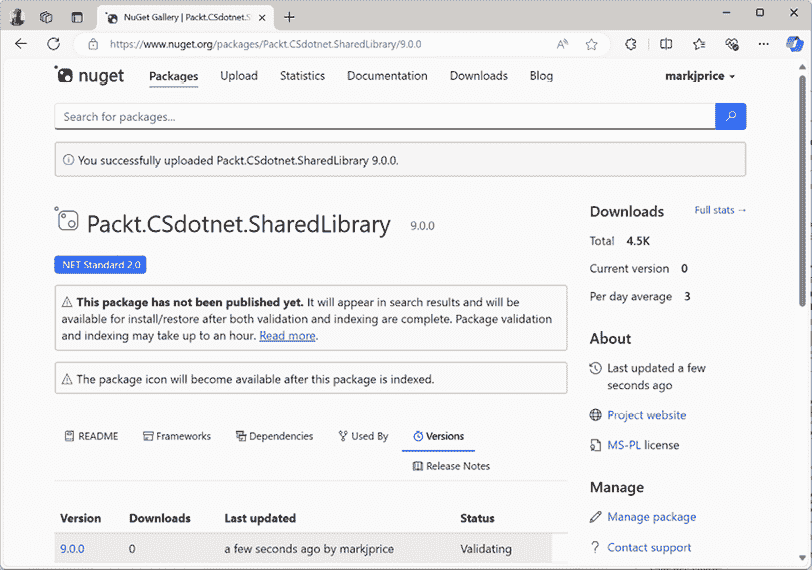 NuGet Gallery | Packt.CSdotnet.S
https://www.nuget.org/packages/Packt.CSdotnet.SharedLibrary/9.0.0
nuget Packages Upload Statistics Documentation Downloads Blog markjprice
Search for packages...
You successfully uploaded Packt.CSdotnet.SharedLibrary 9.0.0.
Packt.CSdotnet.SharedLibrary 9.0.0
.NET Standard 2.0
This package has not been published yet. It will appear in search results and will be
available for install/restore after both validation and indexing are complete. Package validation
and indexing may take up to an hour. Read more.
The package icon will become available after this package is indexed.
README Frameworks Dependencies Used By Versions
Release Notes
Version Downloads Last updated Status
9.0.0 0 a few seconds ago by markjprice Validating
Downloads Full stats →
Total 4.5K
Current version 0
Per day average 3
About
Last updated a few
seconds ago
Project website
MS-PL license
Manage
Manage package
? Contact support